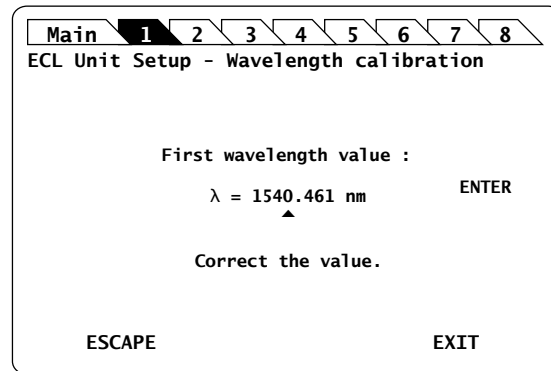 Main 1 2 3 4 5 6 7 8
ECL Unit Setup - Wavelength calibration
First wavelength value :
λ = 1540.461 nm ENTER
Correct the value.
ESCAPE EXIT